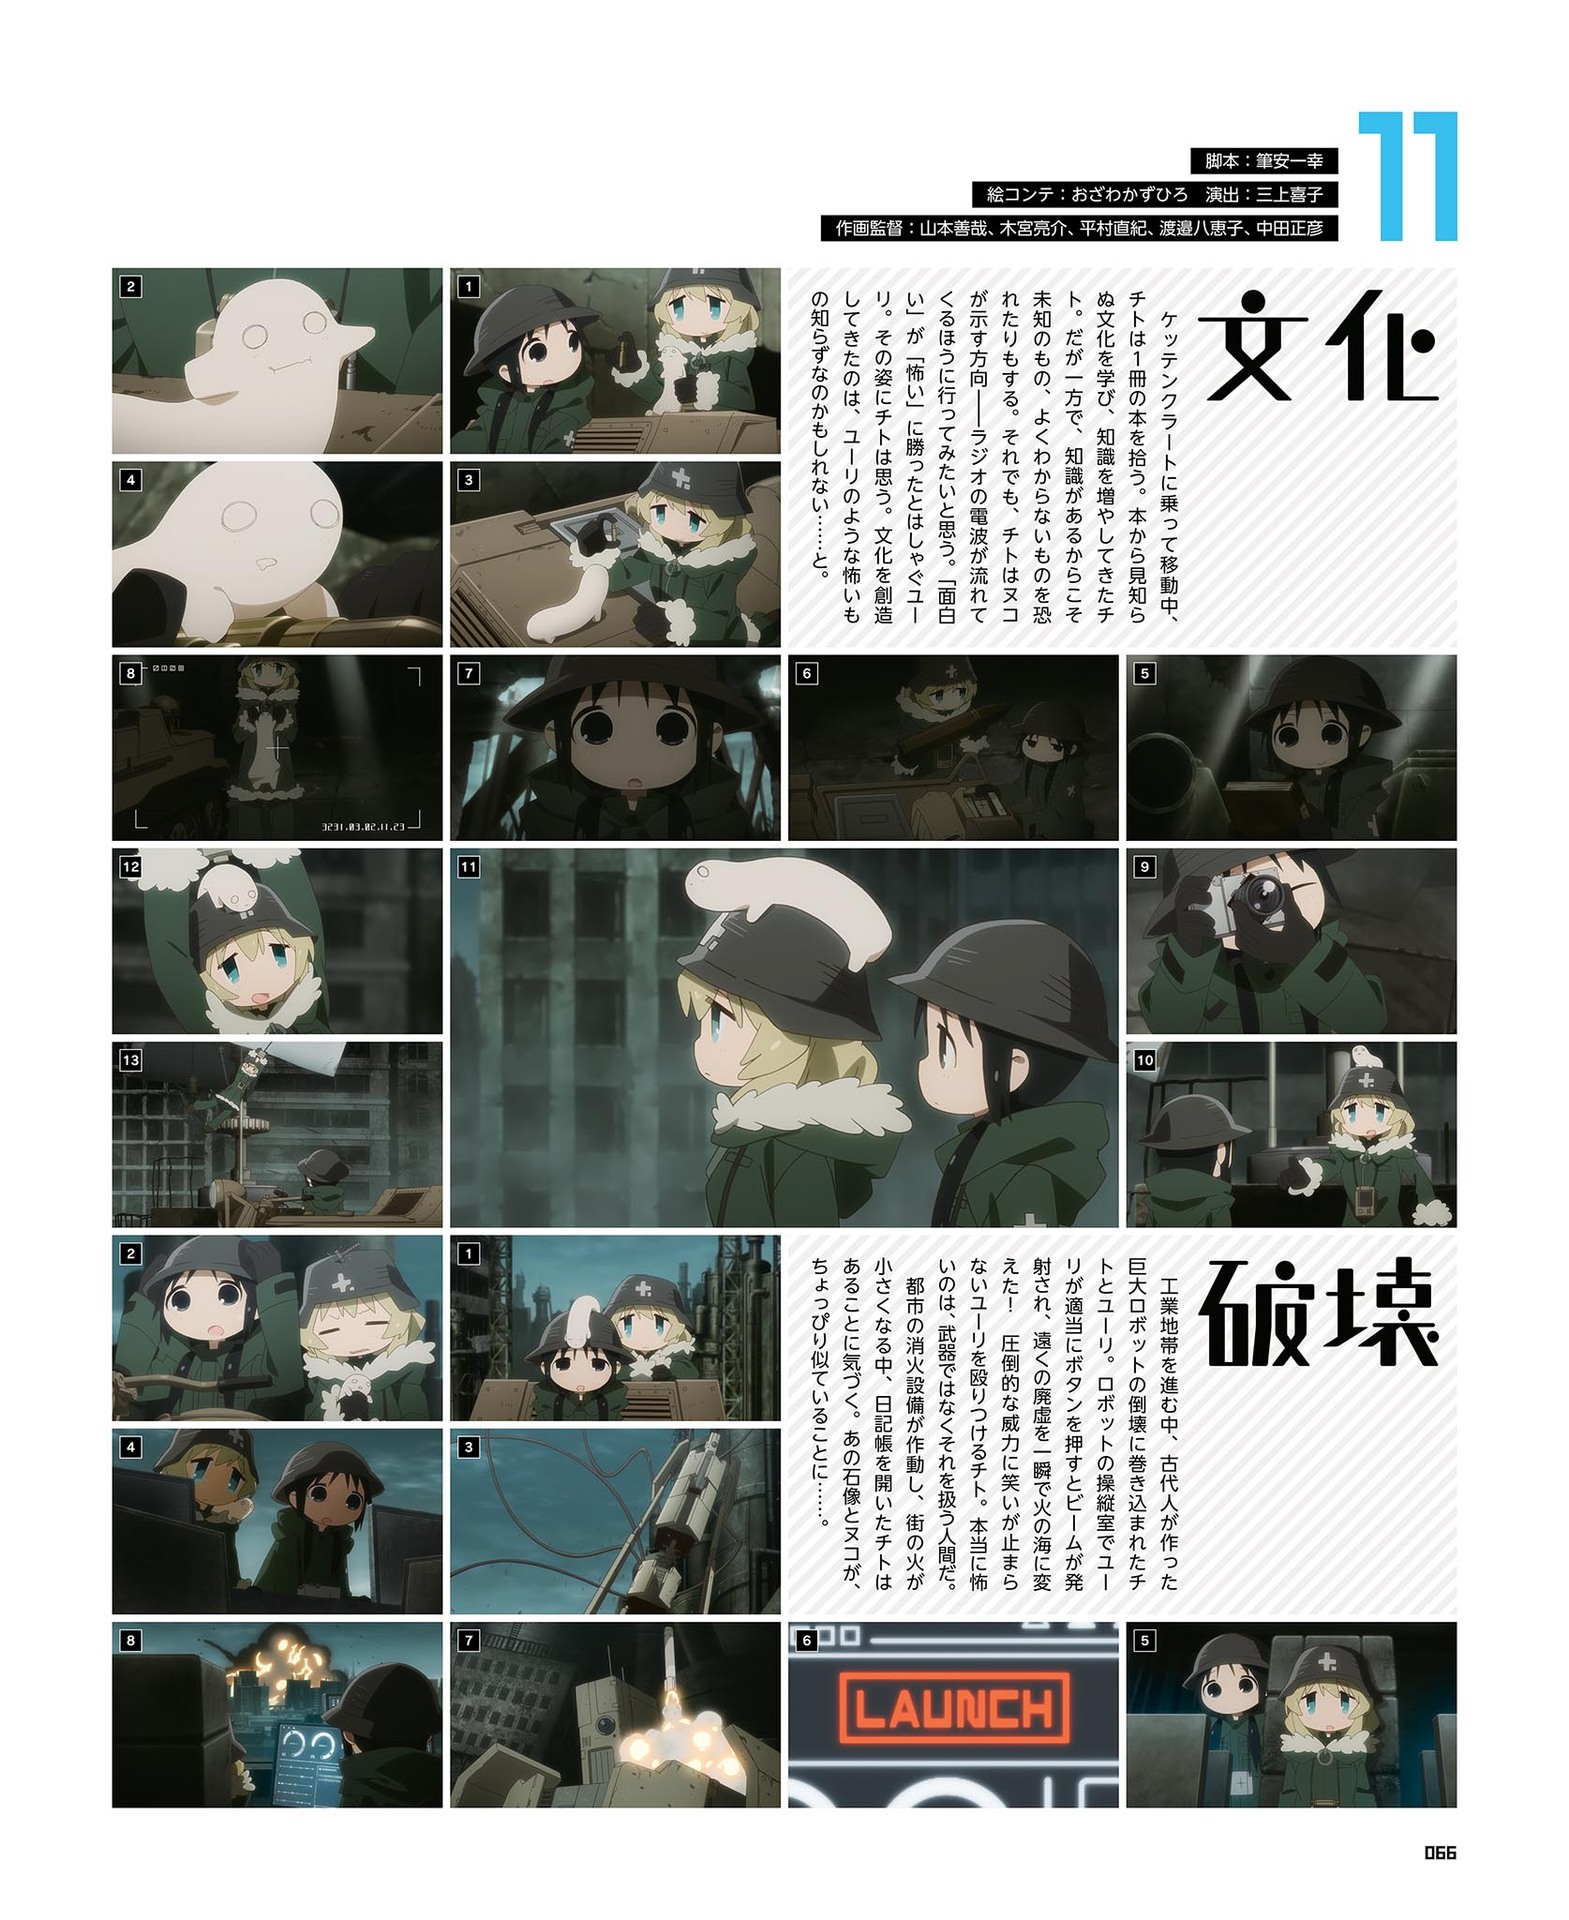 11
脚本：筆安一幸
絵コンテ：おざわかずひろ　演出：三上喜子
作画監督：山本善哉、木宮亮介、平村直紀、渡邉八恵子、中田正彦
文化
　ケッテンクラートに乗って移動中、
チトは1冊の本を拾う。本から見知ら
ぬ文化を学び、知識を増やしてきたチ
ト。だが一方で、知識があるからこそ
未知のもの、よくわからないものを恐
れたりもする。それでも、チトはヌコ
が示す方向——ラジオの電波が流れて
くるほうに行ってみたいと思う。「面白
い」が「怖い」に勝ったとはしゃぐユー
リ。その姿にチトは思う。文化を創造
してきたのは、ユーリのような怖いも
の知らずなのかもしれない……と。
1
2
3
4
5
6
7
8
3231.03.02.11.23
9
10
11
12
13
破壊
　工業地帯を進む中、古代人が作った
巨大ロボットの倒壊に巻き込まれたチ
トとユーリ。ロボットの操縦室でユー
リが適当にボタンを押すとビームが発
射され、遠くの廃虚を一瞬で火の海に変
えた！　圧倒的な威力に笑いが止まら
ないユーリを殴りつけるチト。本当に怖
いのは、武器ではなくそれを扱う人間だ。
　都市の消火設備が作動し、街の火が
小さくなる中、日記帳を開いたチトは
あることに気づく。あの石像とヌコが、
ちょっぴり似ていることに……。
1
2
3
4
5
6
LAUNCH
7
8
066